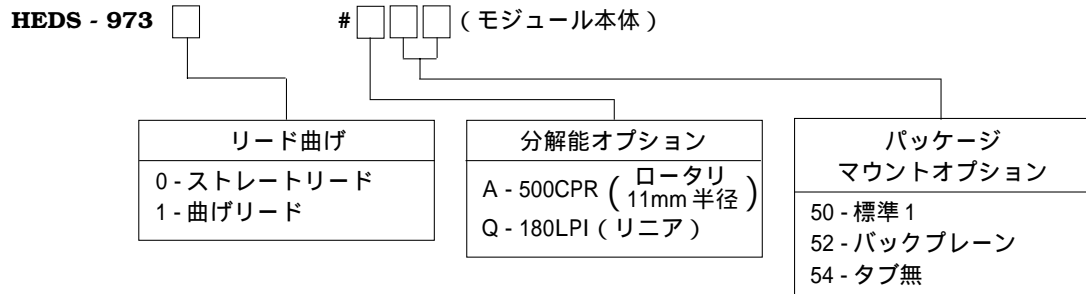 HEDS - 973 □ #□□□(モジュール本体)
リード曲げ
0 - ストレートリード
1 - 曲げリード
分解能オプション
A - 500CPR(ロータリ
11mm 半径)
Q - 180LPI(リニア)
パッケージ
マウントオプション
50 - 標準 1
52 - バックプレーン
54 - タブ無